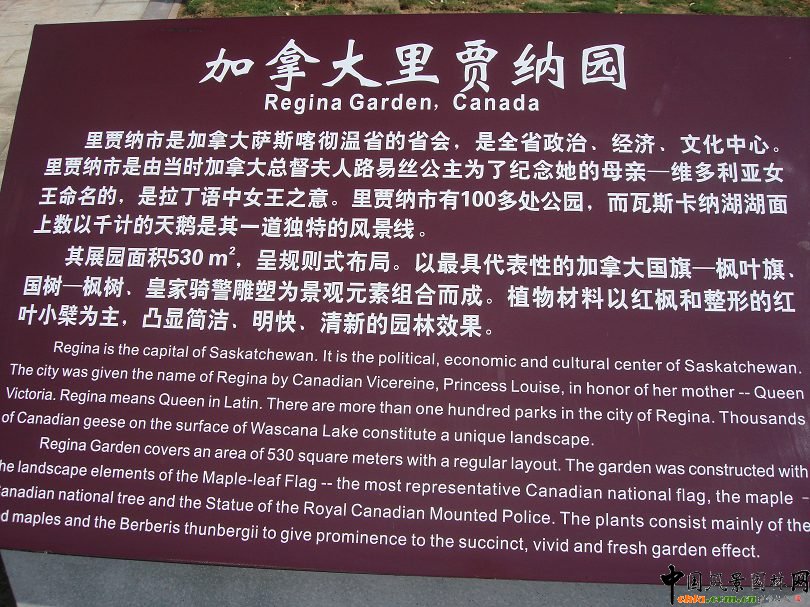 加拿大里贾纳园
Regina Garden, Canada
里贾纳市是加拿大萨斯喀彻温省的省会，是全省政治、经济、文化中心。
里贾纳市是由当时加拿大总督夫人路易丝公主为了纪念她的母亲—维多利亚女
王命名的，是拉丁语中女王之意。里贾纳市有100多处公园，而瓦斯卡纳湖湖面
上数以千计的天鹅是其一道独特的风景线。
其展园面积530 m²，呈规则式布局。以最具代表性的加拿大国旗—枫叶旗、
国树—枫树、皇家骑警雕塑为景观元素组合而成。植物材料以红枫和整形的红
叶小檗为主，凸显简洁、明快、清新的园林效果。
Regina is the capital of Saskatchewan. It is the political, economic and cultural center of Saskatchewan.
The city was given the name of Regina by Canadian Vicereine, Princess Louise, in honor of her mother -- Queen
Victoria. Regina means Queen in Latin. There are more than one hundred parks in the city of Regina. Thousands
of Canadian geese on the surface of Wascana Lake constitute a unique landscape.
Regina Garden covers an area of 530 square meters with a regular layout. The garden was constructed with
he landscape elements of the Maple-leaf Flag -- the most representative Canadian national flag, the maple -
anadian national tree and the Statue of the Royal Canadian Mounted Police. The plants consist mainly of the
d maples and the Berberis thunbergii to give prominence to the succinct, vivid and fresh garden effect.
中国风景园林网